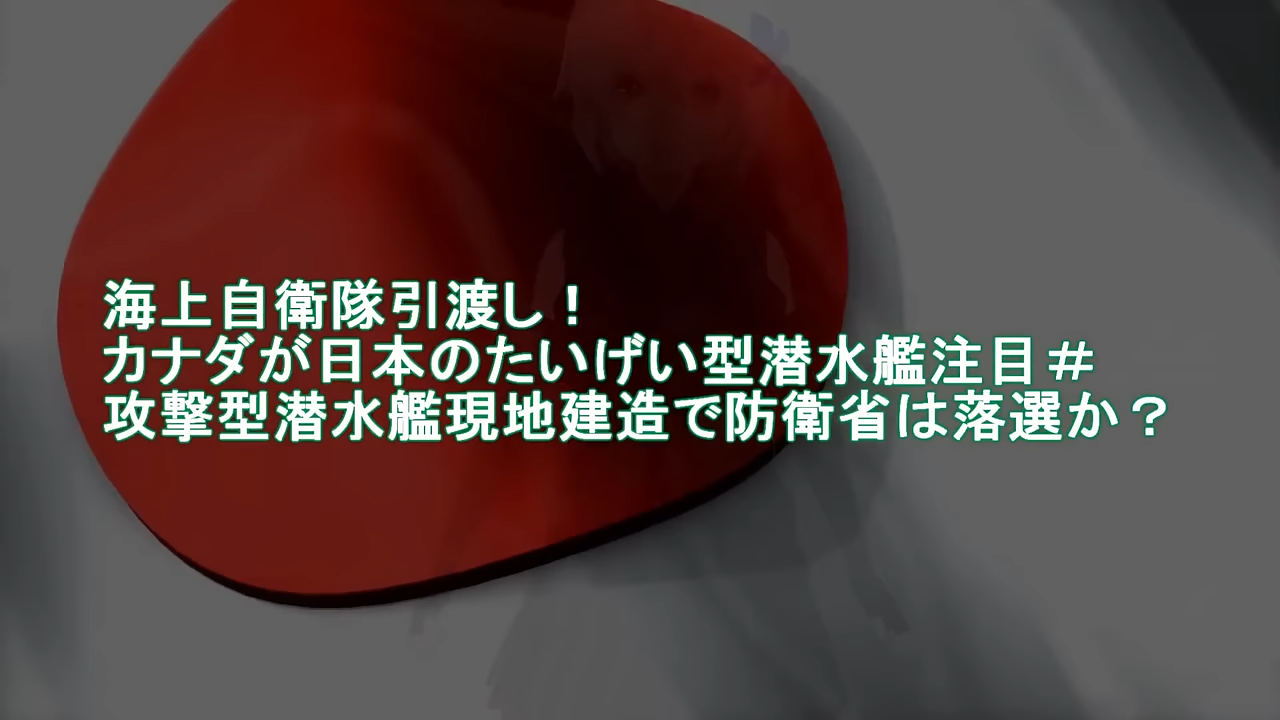 海上自衛隊引渡し！
カナダが日本のたいげい型潜水艦注目＃
攻撃型潜水艦現地建造で防衛省は落選か？